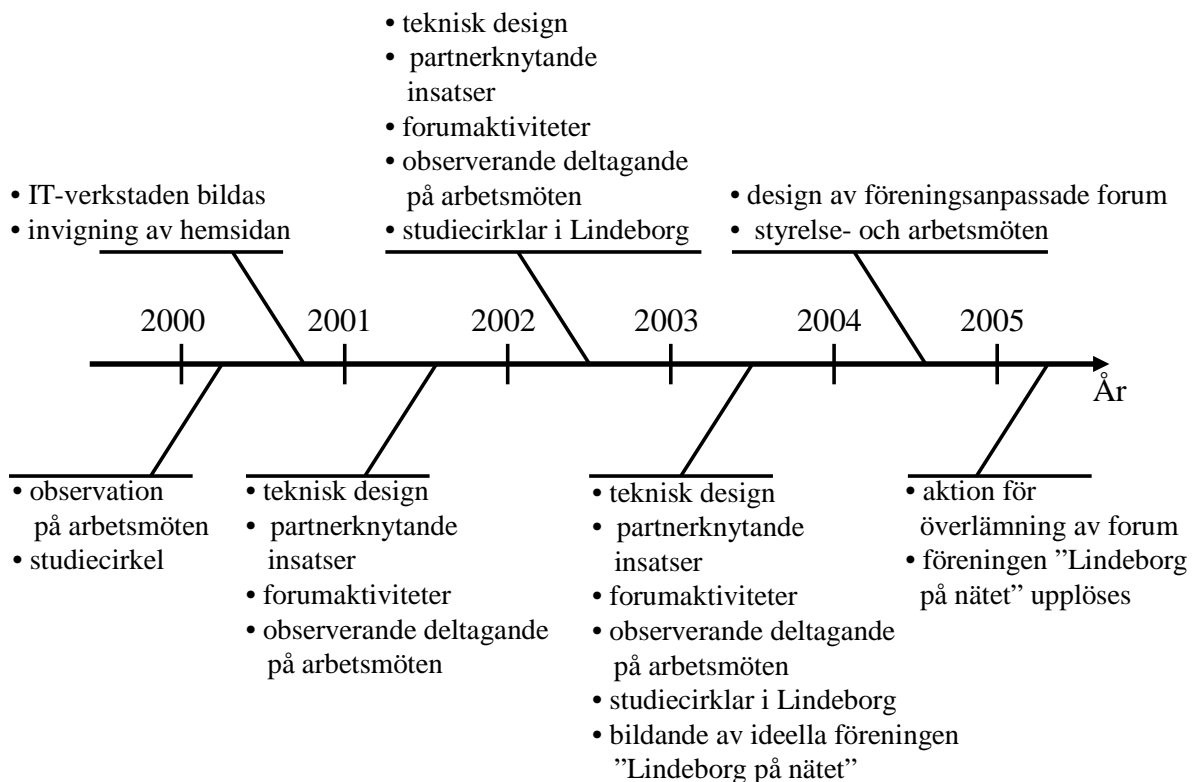 • teknisk design
• partnerknytande
insatser
• forumaktiviteter
• observerande deltagande
på arbetsmöten
• studiecirklar i Lindeborg
• IT-verkstaden bildas
• invigning av hemsidan
• design av föreningsanpassade forum
• styrelse- och arbetsmöten
2000 2001 2002 2003 2004 2005
År
• observation
på arbetsmöten
• studiecirkel
• teknisk design
• partnerknytande
insatser
• forumaktiviteter
• observerande deltagande
på arbetsmöten
• teknisk design
• partnerknytande
insatser
• forumaktiviteter
• observerande deltagande
på arbetsmöten
• studiecirklar i Lindeborg
• bildande av ideella föreningen
”Lindeborg på nätet”
• aktion för
överlämning av forum
• föreningen ”Lindeborg
på nätet” upplöses